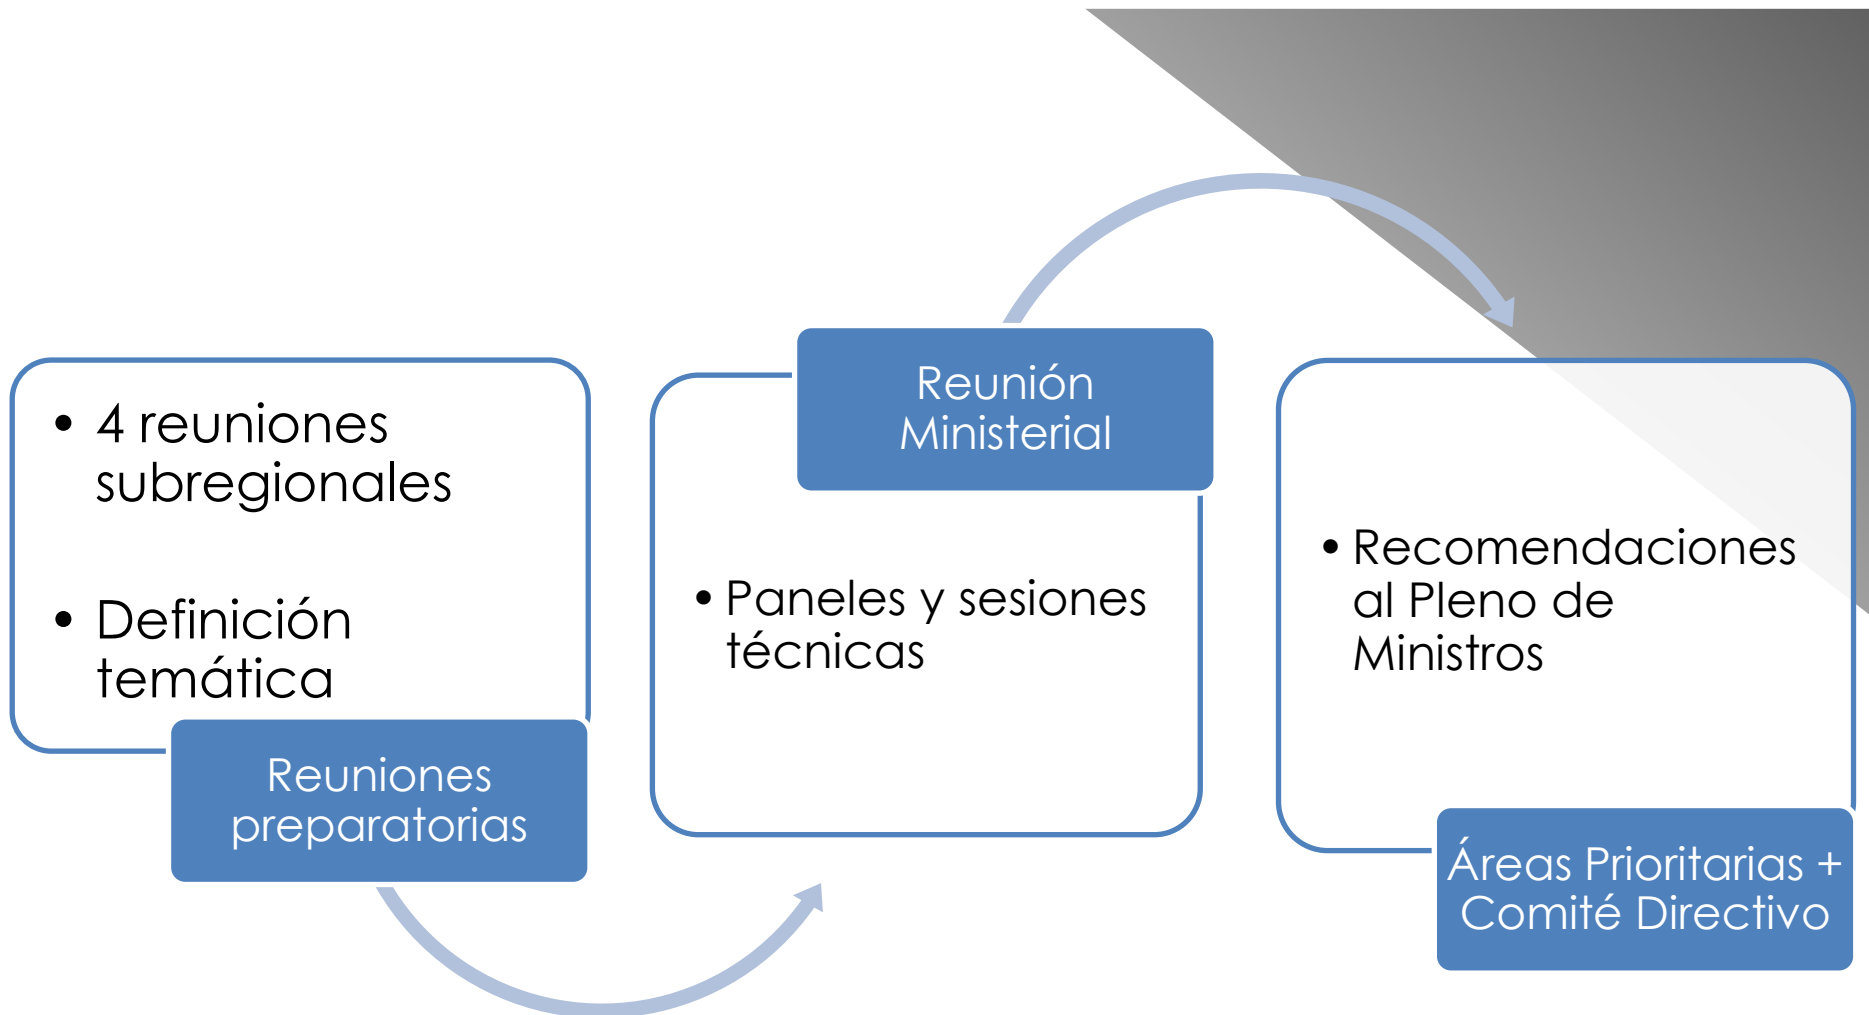 • 4 reuniones
subregionales
• Definición
temática
Reuniones
preparatorias
Reunión
Ministerial
• Paneles y sesiones
técnicas
• Recomendaciones
al Pleno de
Ministros
Áreas Prioritarias +
Comité Directivo